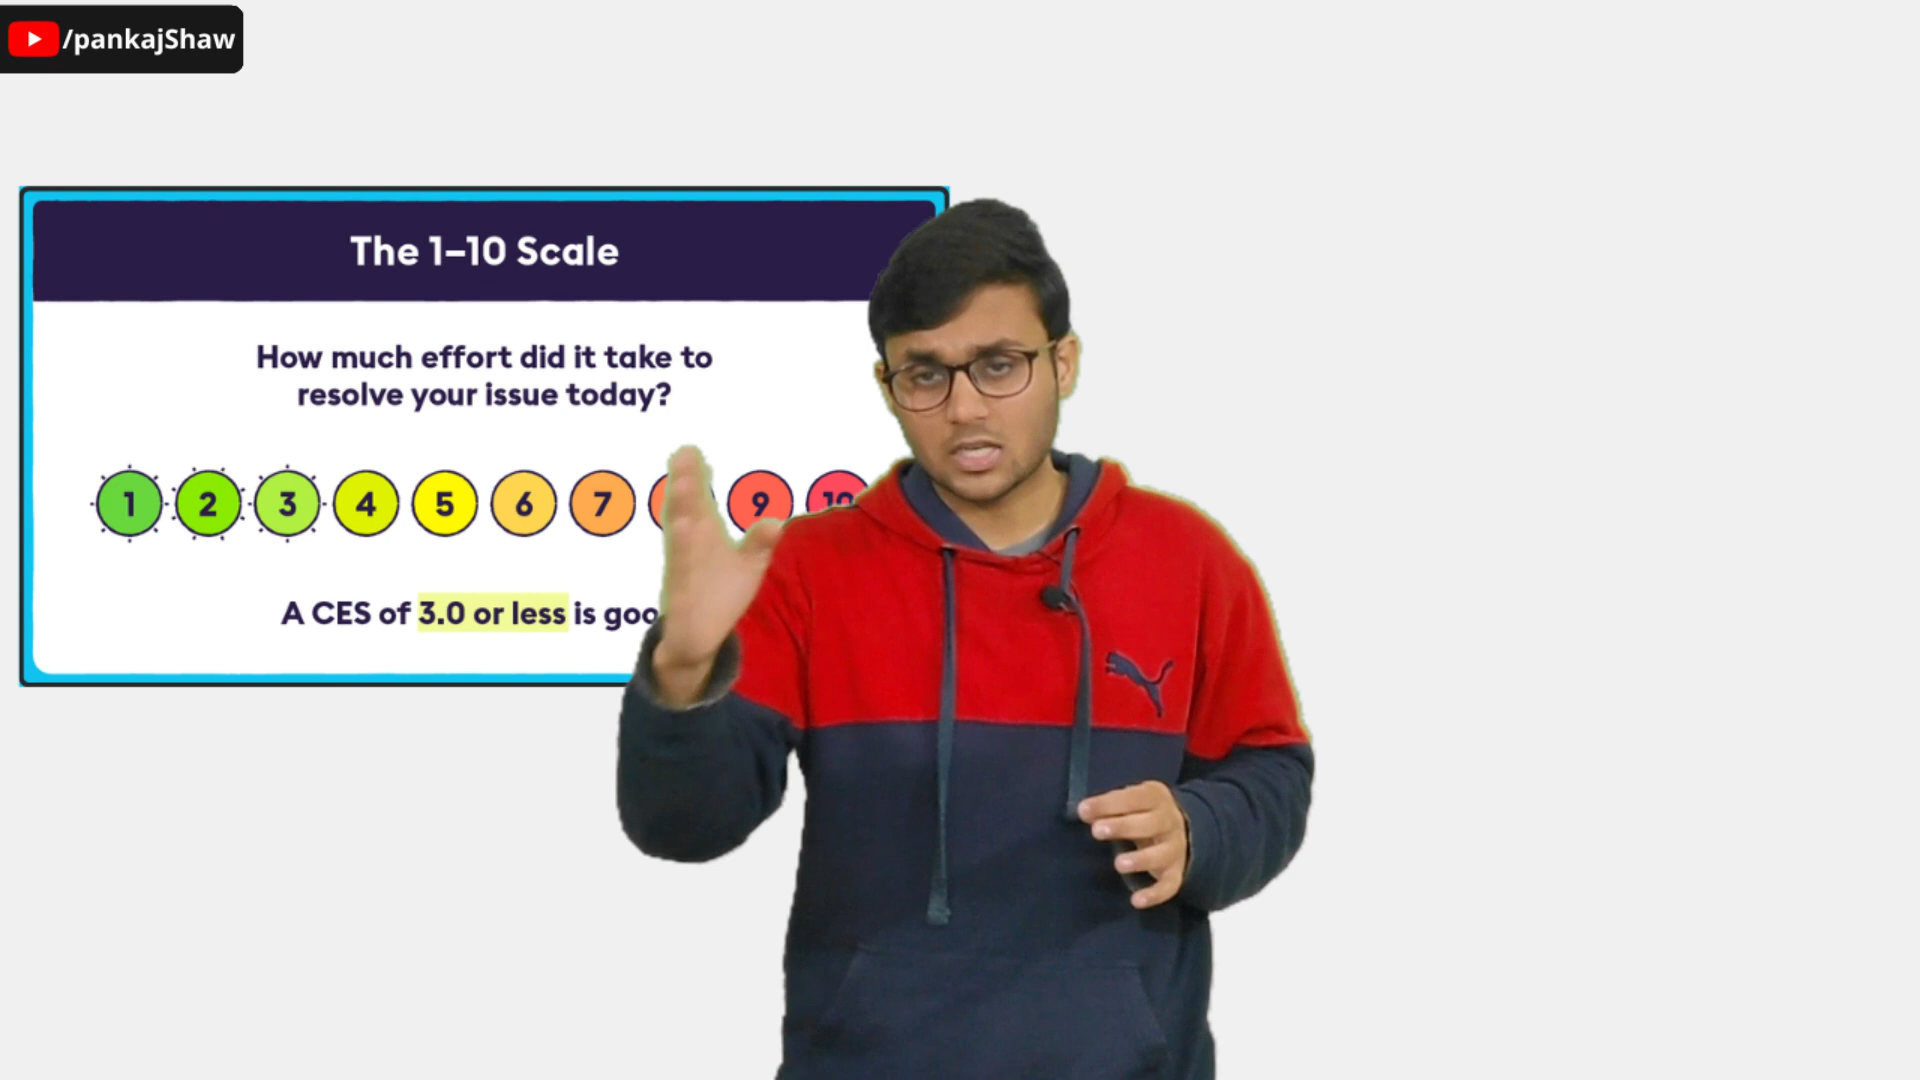 /pankajShaw
The 1–10 Scale
How much effort did it take to
resolve your issue today?
1 2 3 4 5 6 7 9 10
A CES of 3.0 or less is